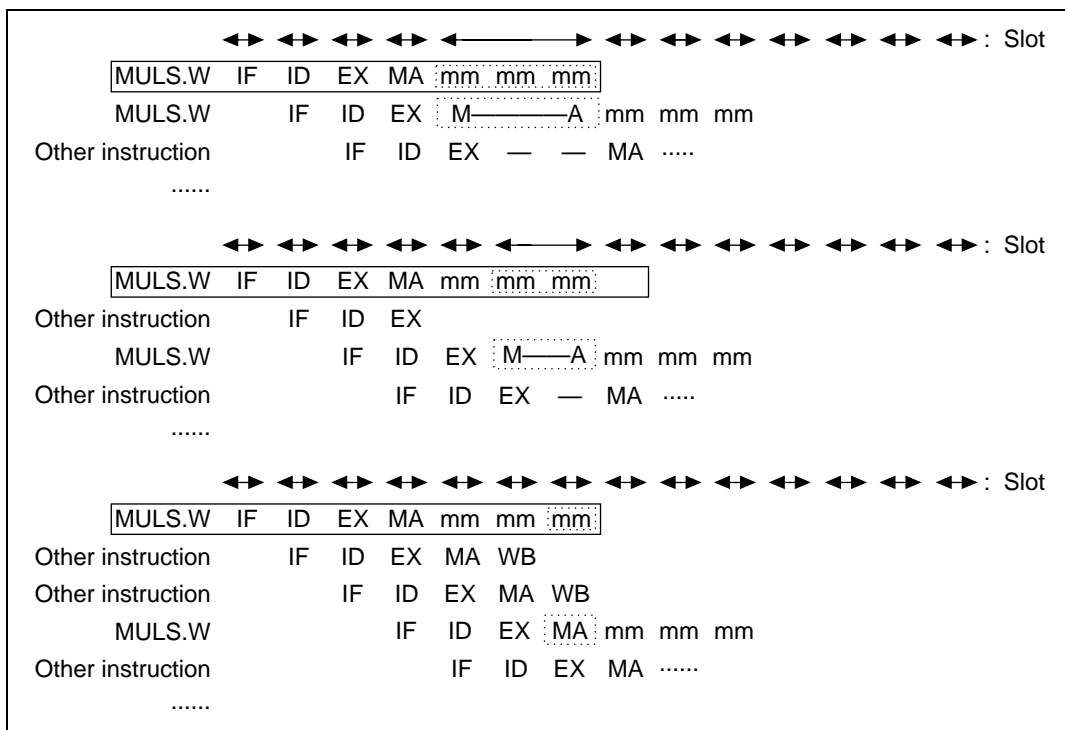 : Slot
MULS.W IF ID EX MA mm mm mm
MULS.W IF ID EX M————A mm mm mm
Other instruction IF ID EX — — MA .....
......
: Slot
MULS.W IF ID EX MA mm mm mm
Other instruction IF ID EX
MULS.W IF ID EX M——A mm mm mm
Other instruction IF ID EX — MA .....
......
: Slot
MULS.W IF ID EX MA mm mm mm
Other instruction IF ID EX MA WB
Other instruction IF ID EX MA WB
MULS.W IF ID EX MA mm mm mm
Other instruction IF ID EX MA ......
......